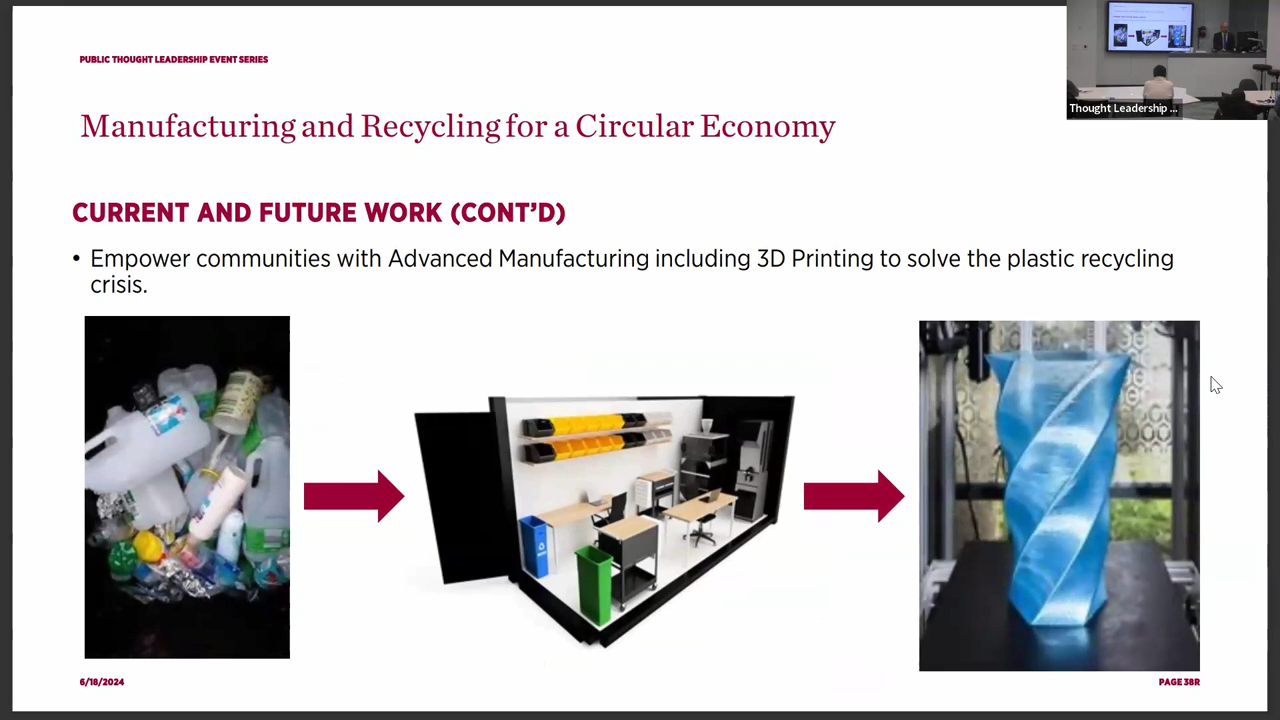 PUBLIC THOUGHT LEADERSHIP EVENT SERIES
Thought Leadership ...
Manufacturing and Recycling for a Circular Economy
CURRENT AND FUTURE WORK (CONT'D)
• Empower communities with Advanced Manufacturing including 3D Printing to solve the plastic recycling
crisis.
6/18/2024
PAGE 38R